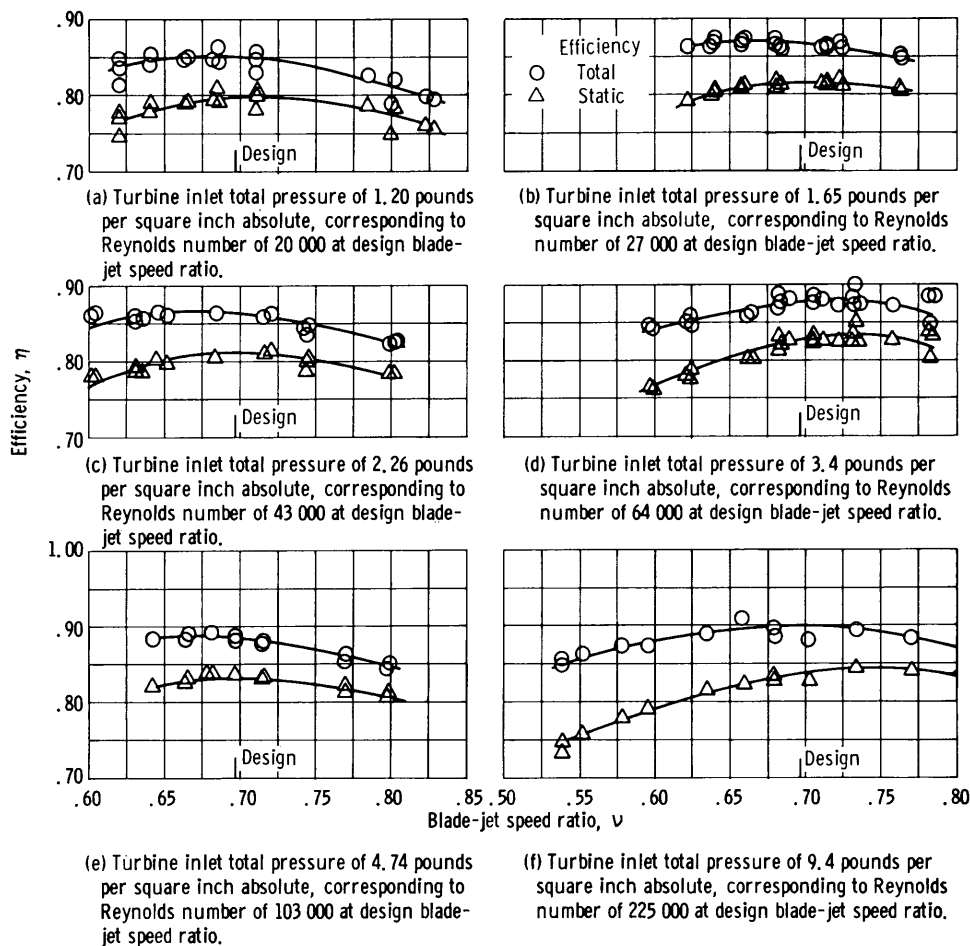 .90
.80
.70
Design
(a) Turbine inlet total pressure of 1.20 pounds
per square inch absolute, corresponding to
Reynolds number of 20 000 at design blade-
jet speed ratio.
Efficiency
Total
Static
Design
(b) Turbine inlet total pressure of 1.65 pounds
per square inch absolute, corresponding to
Reynolds number of 27 000 at design blade-
jet speed ratio.
Efficiency, η
.90
.80
.70
Design
(c) Turbine inlet total pressure of 2.26 pounds
per square inch absolute, corresponding to
Reynolds number of 43 000 at design blade-
jet speed ratio.
Design
(d) Turbine inlet total pressure of 3.4 pounds per
square inch absolute, corresponding to Reynolds
number of 64 000 at design blade-jet speed ratio.
1.00
.90
.80
.70
Design
.60 .65 .70 .75 .80 .85
Design
.50 .55 .60 .65 .70 .75 .80
Blade-jet speed ratio, ν
(e) Turbine inlet total pressure of 4.74 pounds
per square inch absolute, corresponding to
Reynolds number of 103 000 at design blade-
jet speed ratio.
(f) Turbine inlet total pressure of 9.4 pounds per
square inch absolute, corresponding to Reynolds
number of 225 000 at design blade-jet speed ratio.